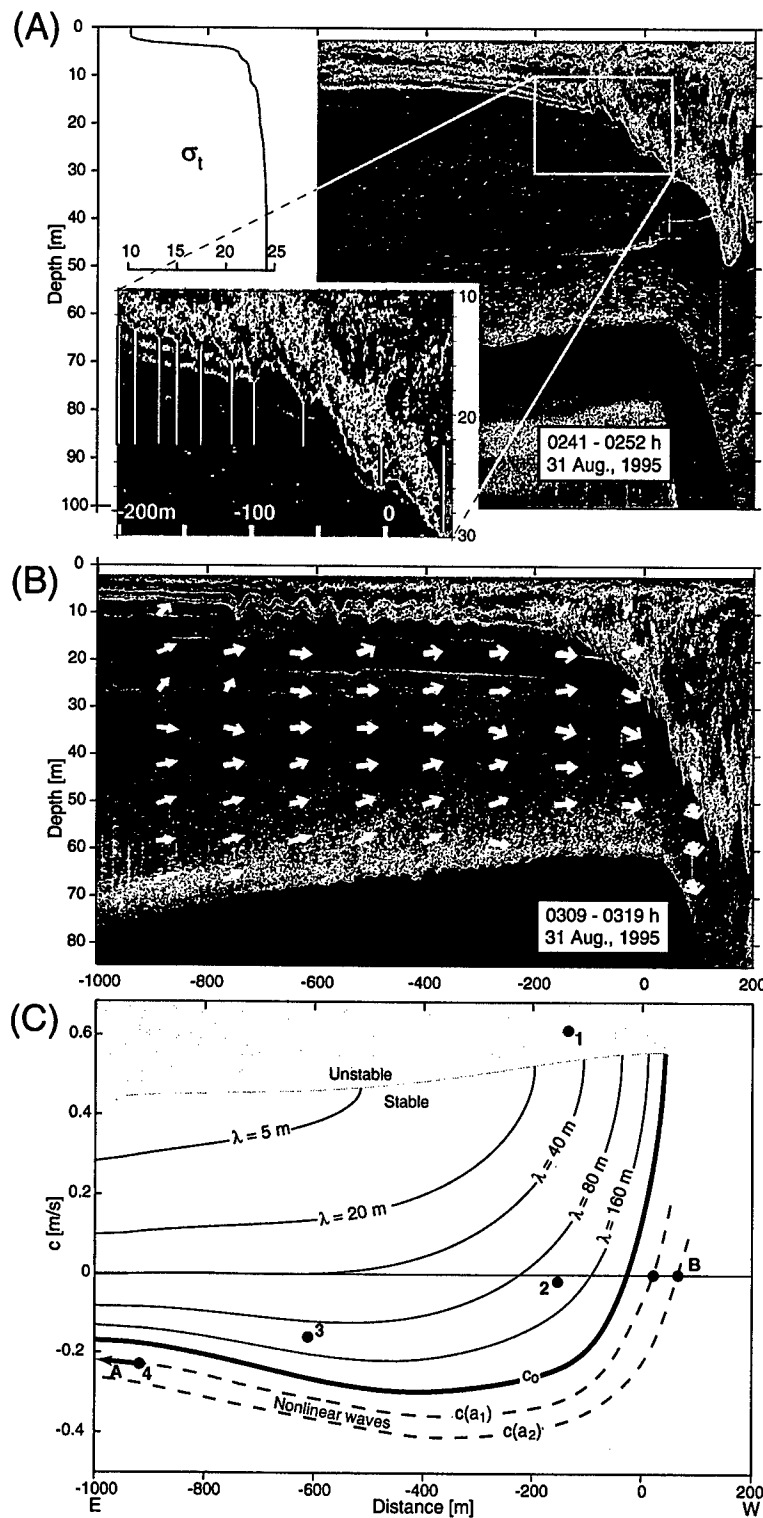 (A)
0
10
20
30
40
50
60
70
80
90
100
Depth [m]
σt
10 15 20 25
10
20
30
-200m -100 0
0241 - 0252 h
31 Aug., 1995
(B)
0
10
20
30
40
50
60
70
80
Depth [m]
0309 - 0319 h
31 Aug., 1995
-1000 -800 -600 -400 -200 0 200
(C)
0.6
0.4
0.2
0
-0.2
-0.4
c [m/s]
1
Unstable
Stable
λ = 5 m
λ = 20 m
λ = 40 m
λ = 80 m
λ = 160 m
2
B
3
A 4
c₀
Nonlinear waves
c(a₁)
c(a₂)
-1000 -800 -600 -400 -200 0 200
E Distance [m] W